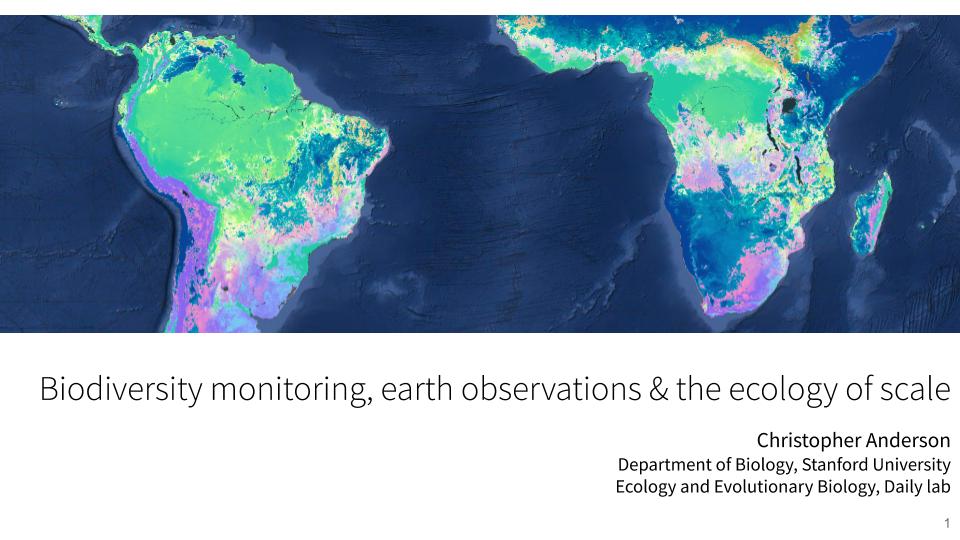 Biodiversity monitoring, earth observations & the ecology of scale
Christopher Anderson
Department of Biology, Stanford University
Ecology and Evolutionary Biology, Daily lab
1